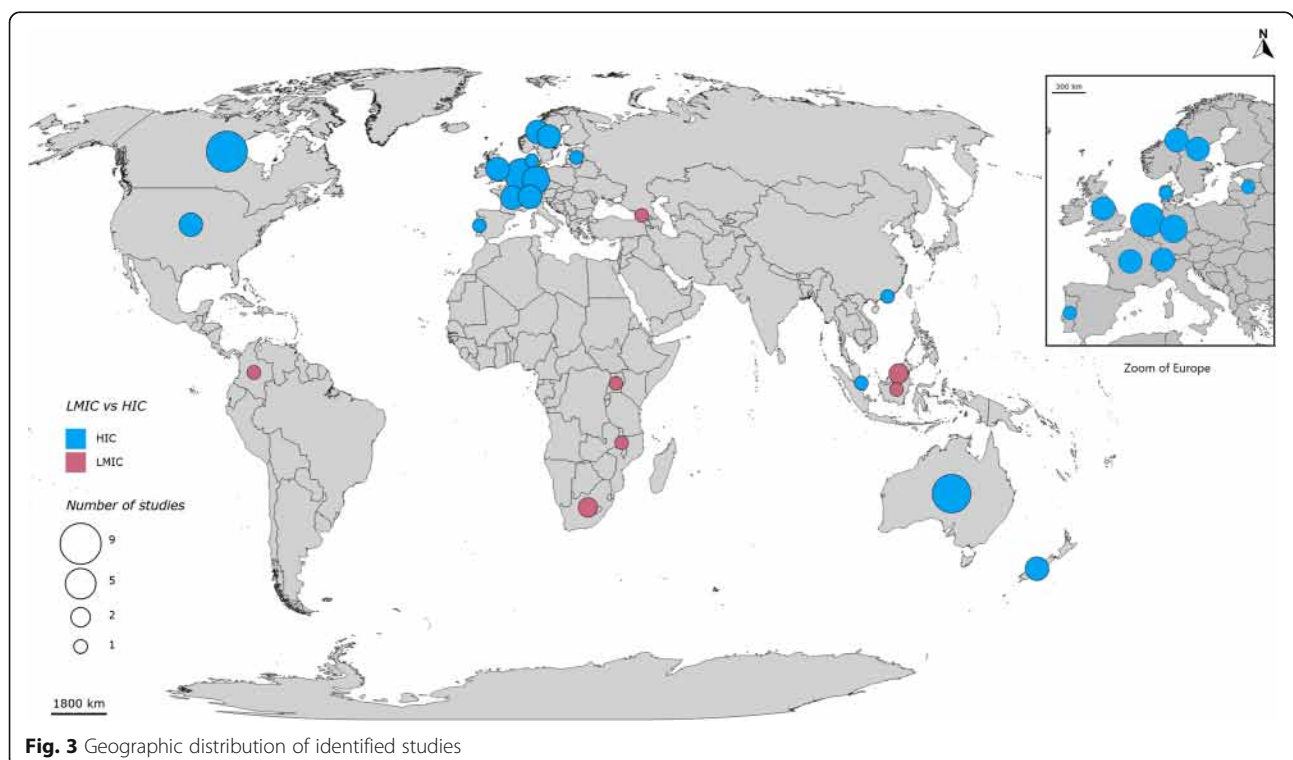 N
300 km
Zoom of Europe
LMIC vs HIC
HIC
LMIC
Number of studies
9
5
2
1
1800 km
Fig. 3 Geographic distribution of identified studies